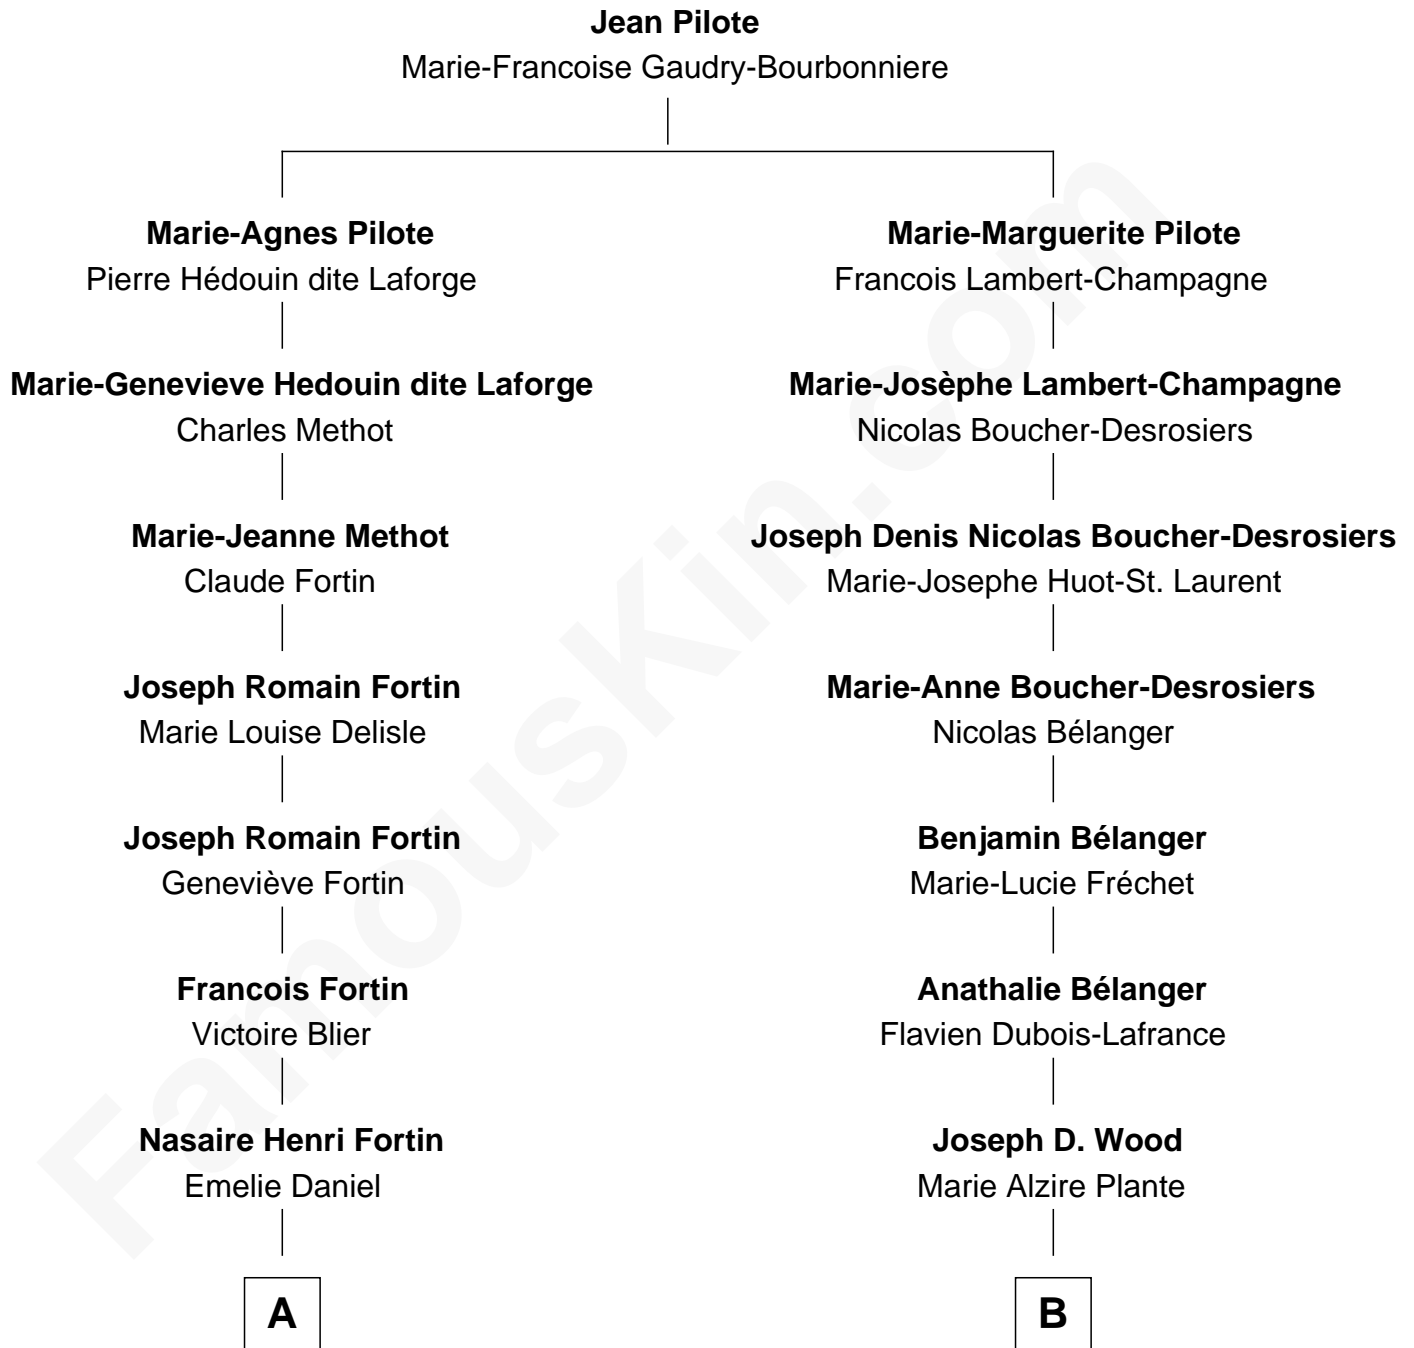 Jean Pilote
Marie-Francoise Gaudry-Bourbonniere
Marie-Agnes Pilote
Pierre Hédouin dite Laforge
Marie-Genevieve Hedouin dite Laforge
Charles Methot
Marie-Jeanne Methot
Claude Fortin
Joseph Romain Fortin
Marie Louise Delisle
Joseph Romain Fortin
Geneviève Fortin
Francois Fortin
Victoire Blier
Nasaire Henri Fortin
Emelie Daniel
A
Marie-Marguerite Pilote
Francois Lambert-Champagne
Marie-Josèphe Lambert-Champagne
Nicolas Boucher-Desrosiers
Joseph Denis Nicolas Boucher-Desrosiers
Marie-Josephe Huot-St. Laurent
Marie-Anne Boucher-Desrosiers
Nicolas Bélanger
Benjamin Bélanger
Marie-Lucie Fréchet
Anathalie Bélanger
Flavien Dubois-Lafrance
Joseph D. Wood
Marie Alzire Plante
B
FamousKin.com